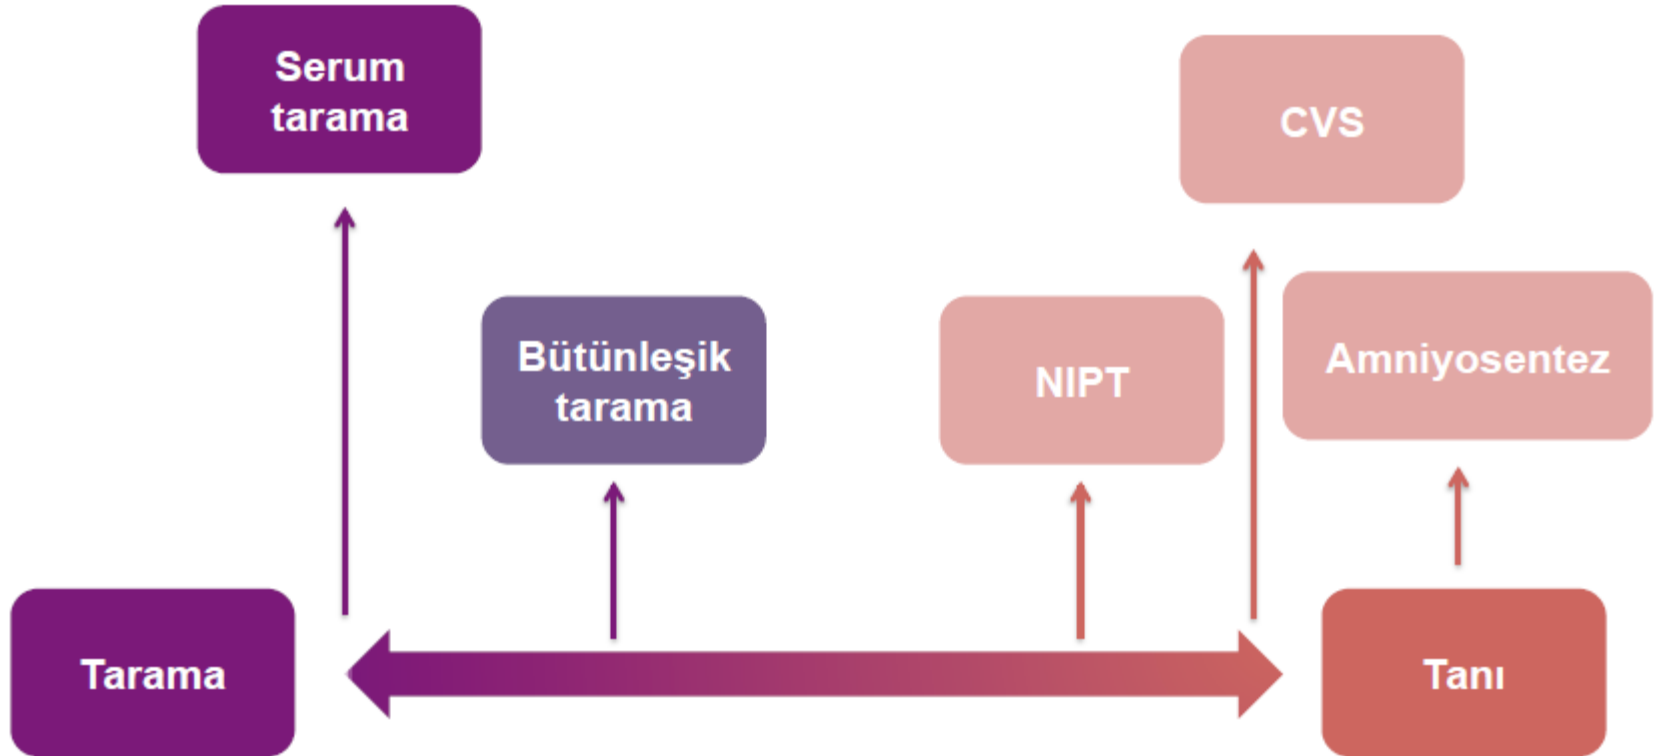 Serum
tarama
CVS
Bütünleşik
tarama
NIPT
Amniyosentez
Tarama
Tanı